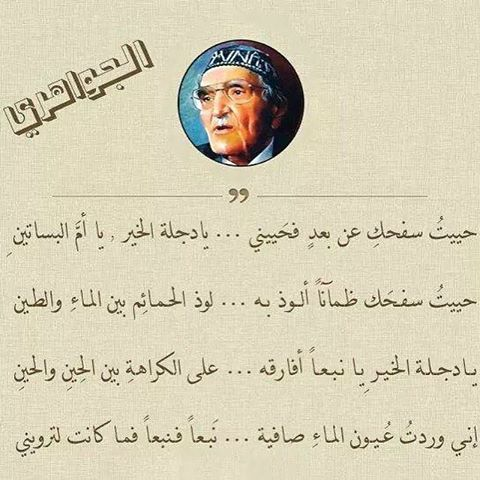 الجواهري
”
حييتُ سفحكِ عن بعدٍ فحَييني ... يادجلة الخير , يا أمَّ البساتينِ
حييتُ سفحَك ظمآناً ألوذ به ... لوذ الحمائِم بين الماءِ والطين
يادجلة الخيرِ يا نبعاً أفارقه ... على الكراهةِ بين الحِينِ والحينِ
إني وردتُ عُيون الماءِ صافية ... نَبعاً فنبعاً فما كانت لترويني